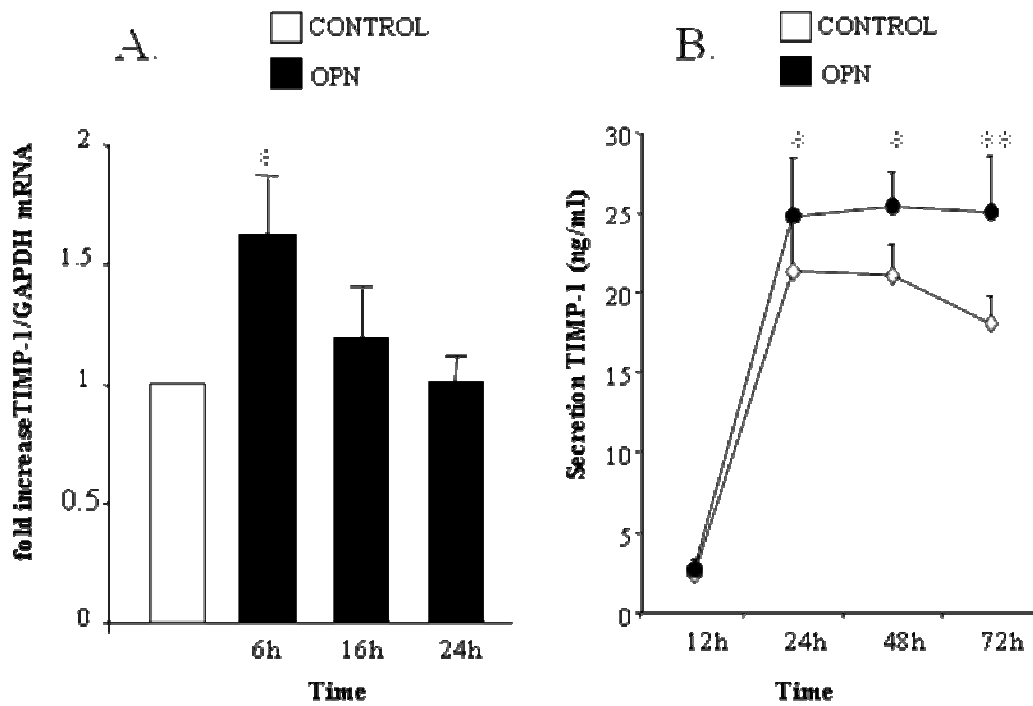 A.
CONTROL
OPN
fold increaseTIMP-1/GAPDH mRNA
2
*
1.5
1
0.5
0
6h 16h 24h
Time
B.
CONTROL
OPN
Secretion TIMP-1 (ng/ml)
30
* * **
25
20
15
10
5
0
12h 24h 48h 72h
Time